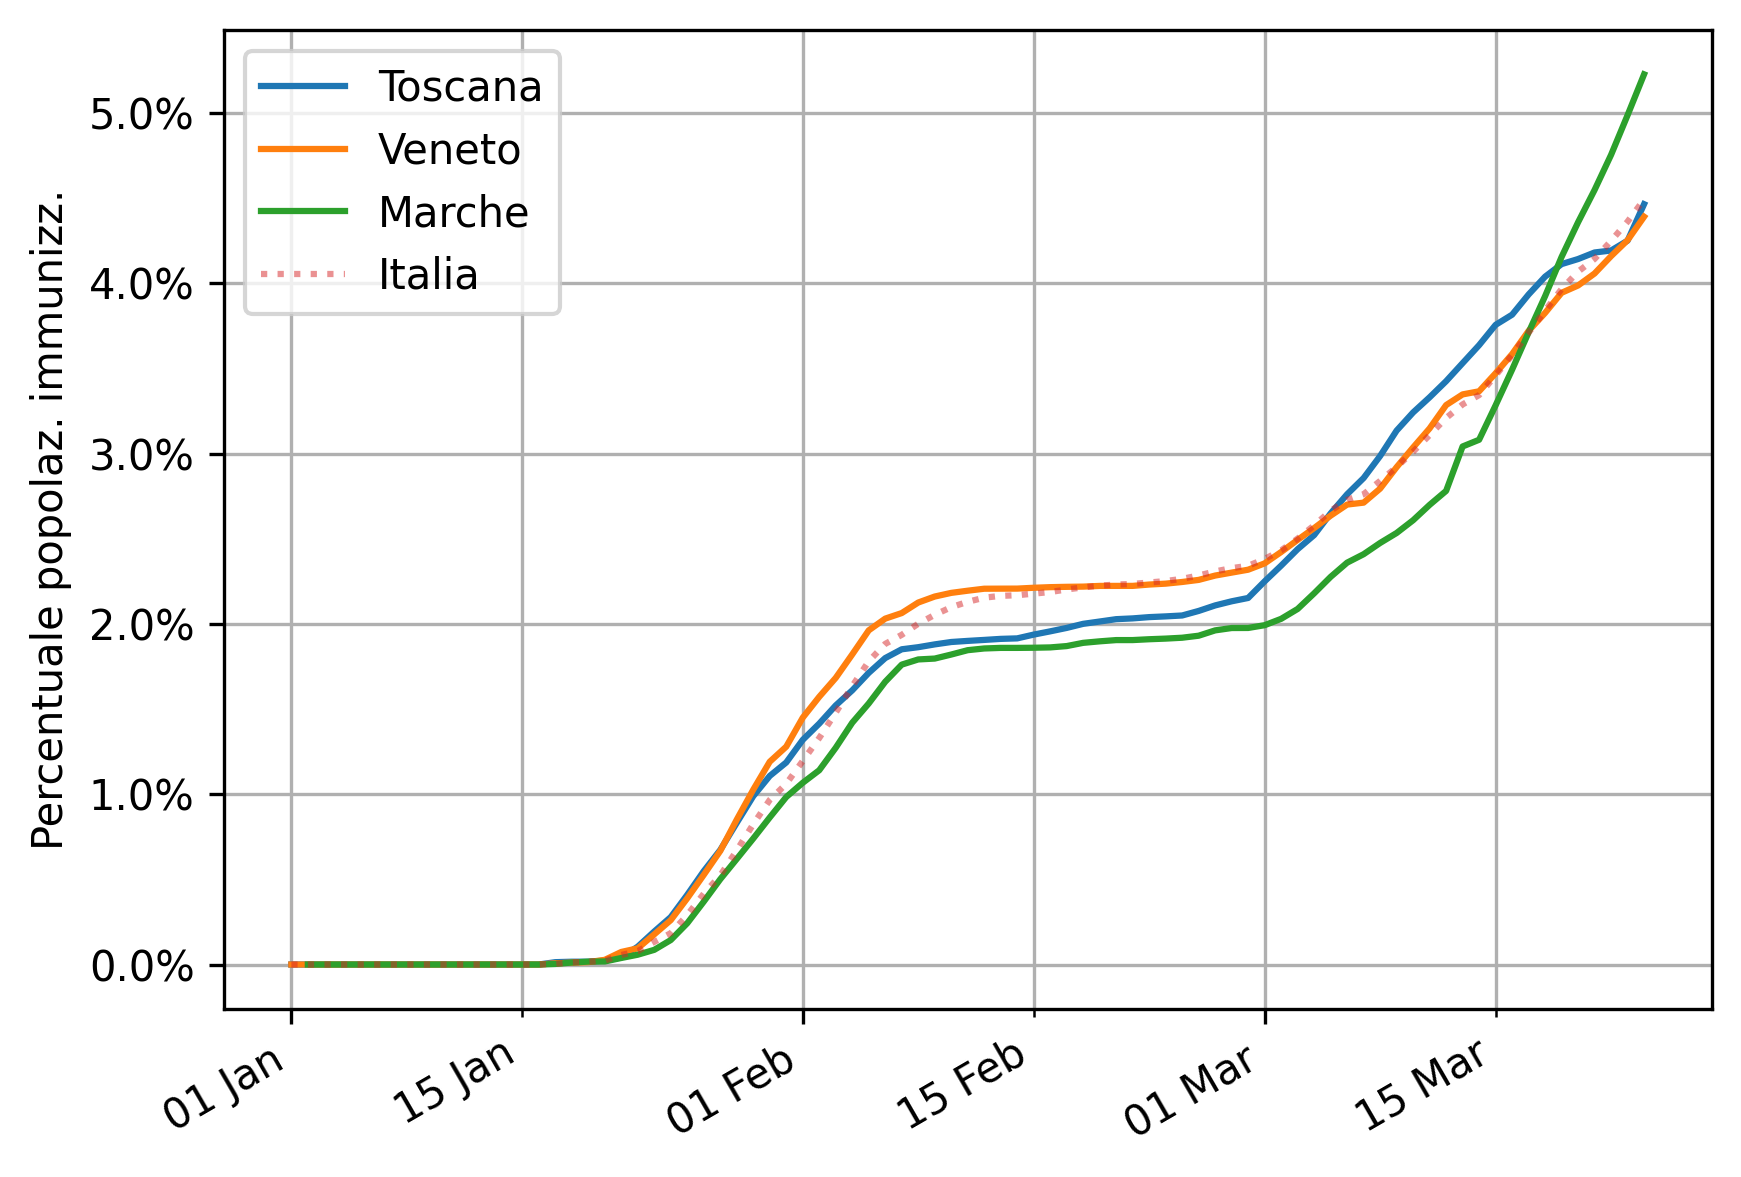 Toscana
Veneto
Marche
Italia
Percentuale popolaz. immunizz.
5.0%
4.0%
3.0%
2.0%
1.0%
0.0%
01 Jan
15 Jan
01 Feb
15 Feb
01 Mar
15 Mar